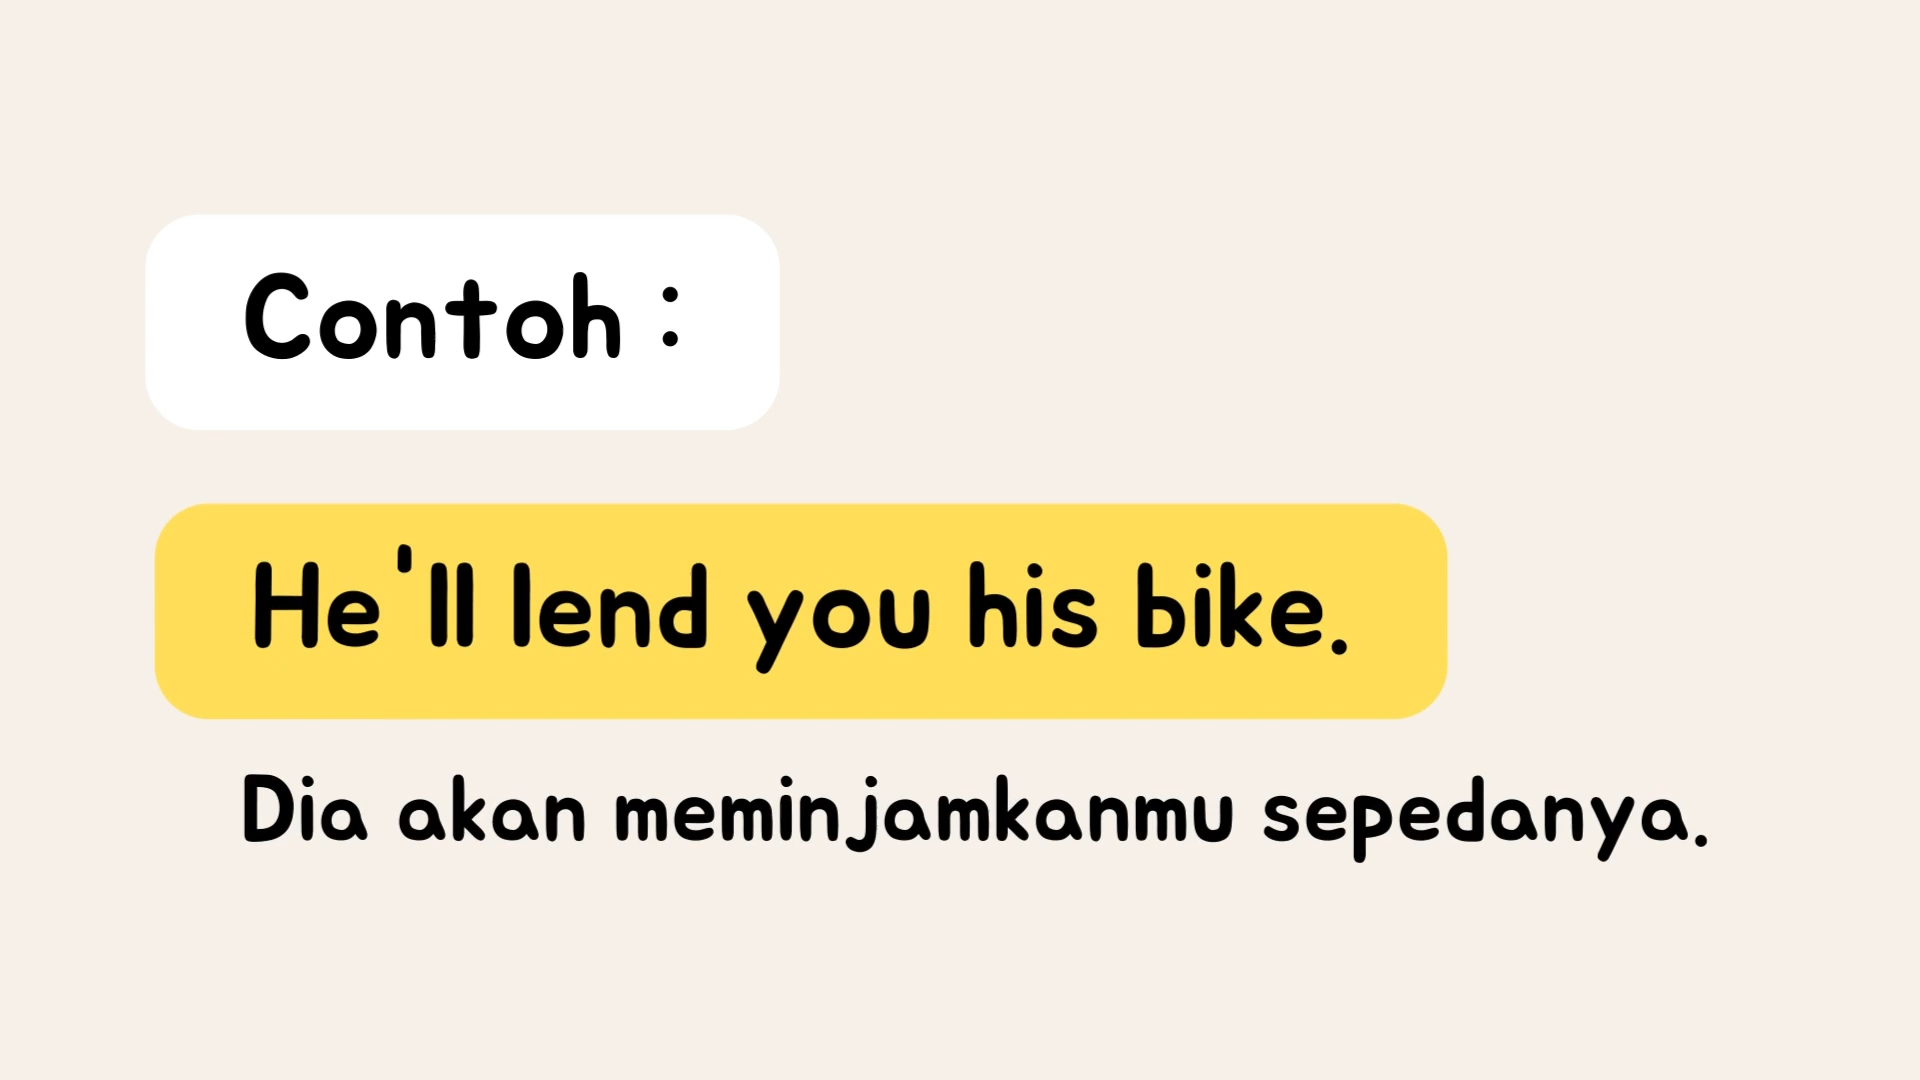 Contoh :
He'll lend you his bike.
Dia akan meminjamkanmu sepedanya.